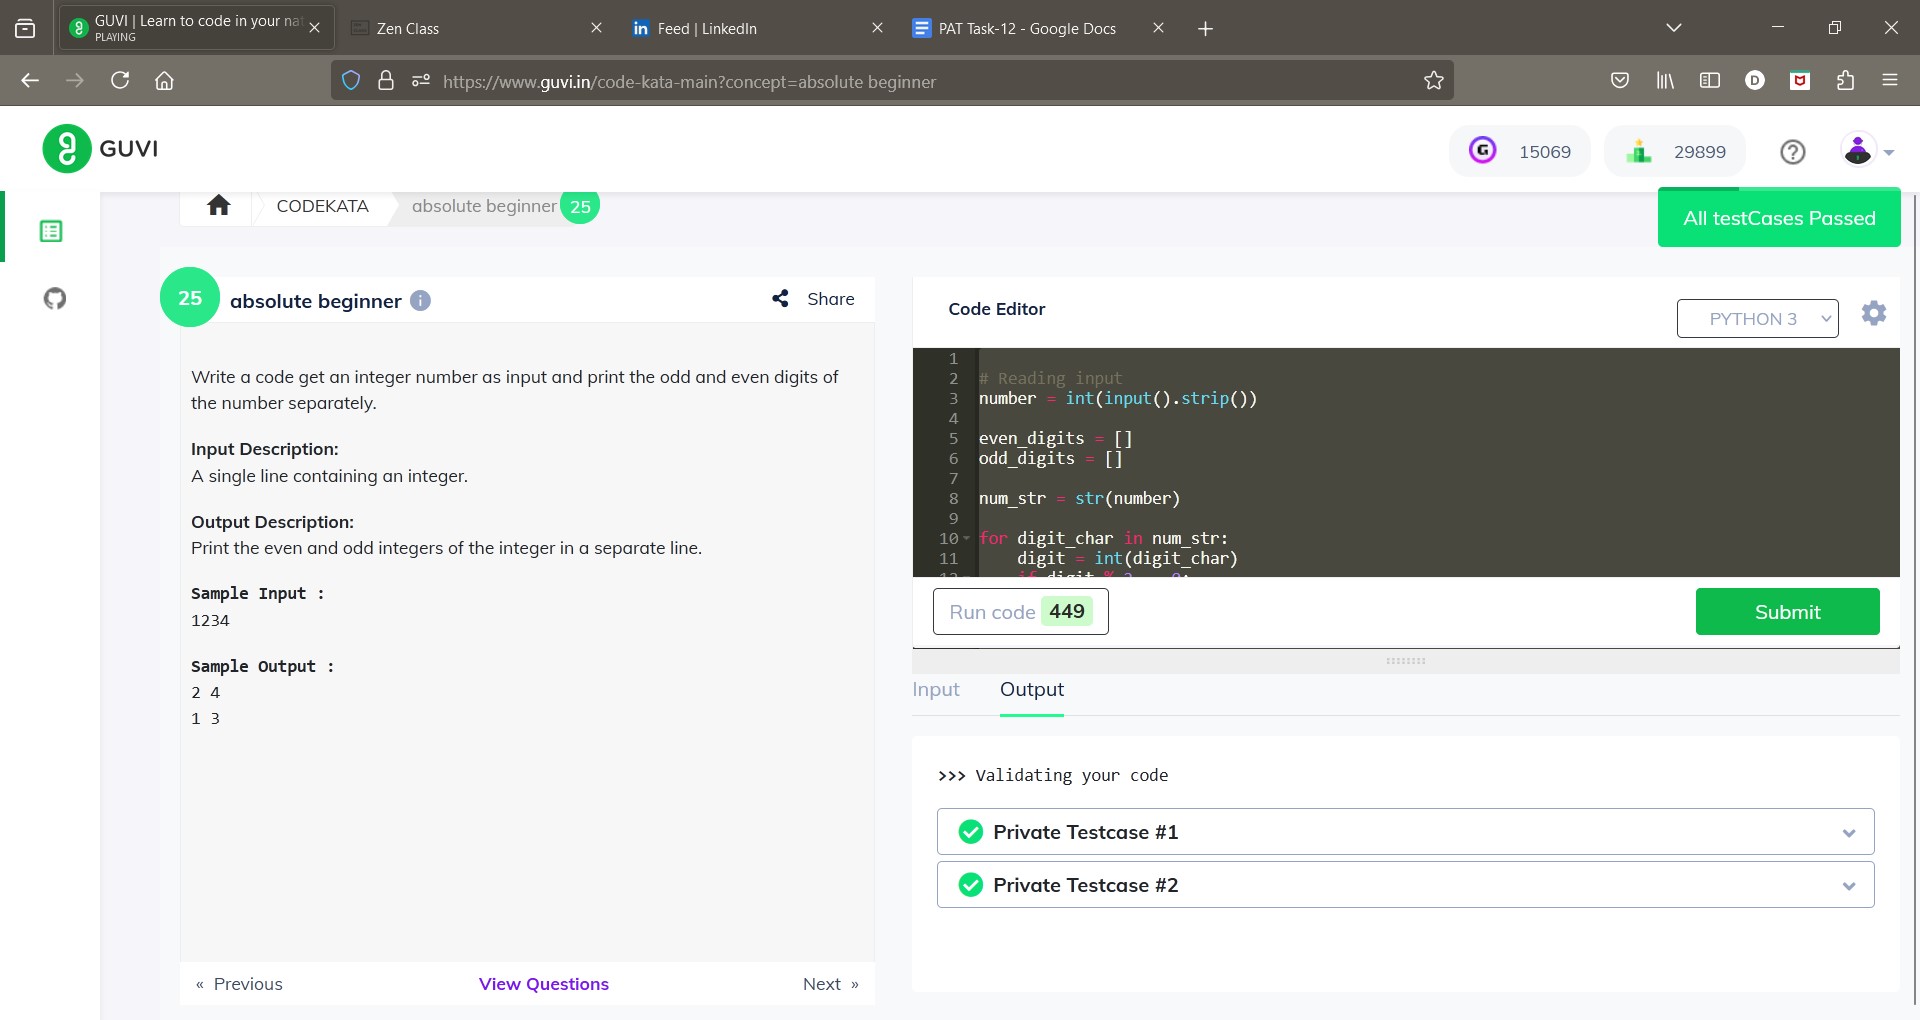 GUVI | Learn to code in your nat
PLAYING
Zen Class
in Feed | LinkedIn
PAT Task-12 - Google Docs
https://www.guvi.in/code-kata-main?concept=absolute beginner
D
GUVI
G 15069
29899
?
CODEKATA
absolute beginner 25
All testCases Passed
25 absolute beginner i
Share
Write a code get an integer number as input and print the odd and even digits of
the number separately.
Input Description:
A single line containing an integer.
Output Description:
Print the even and odd integers of the integer in a separate line.
Sample Input :
1234
Sample Output :
2 4
1 3
« Previous
View Questions
Next »
Code Editor
PYTHON 3
1
2 # Reading input
3 number = int(input().strip())
4
5 even_digits = []
6 odd_digits = []
7
8 num_str = str(number)
9
10 for digit_char in num_str:
11 digit = int(digit_char)
Run code 449
Submit
Input
Output
>>> Validating your code
Private Testcase #1
Private Testcase #2